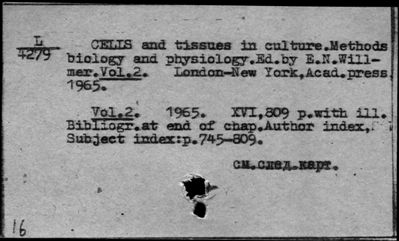 L
4279
CELLS and tissues in culture.Methods
biology and physiology.Ed.by E.N.Will-
mer.Vol.2. London-New York,Acad.press
1965.
Vol.2. 1965. XVI,809 p.with ill.
Bibliogr.at end of chap.Author index,
Subject index:p.745-809.
см.след.карт.
16